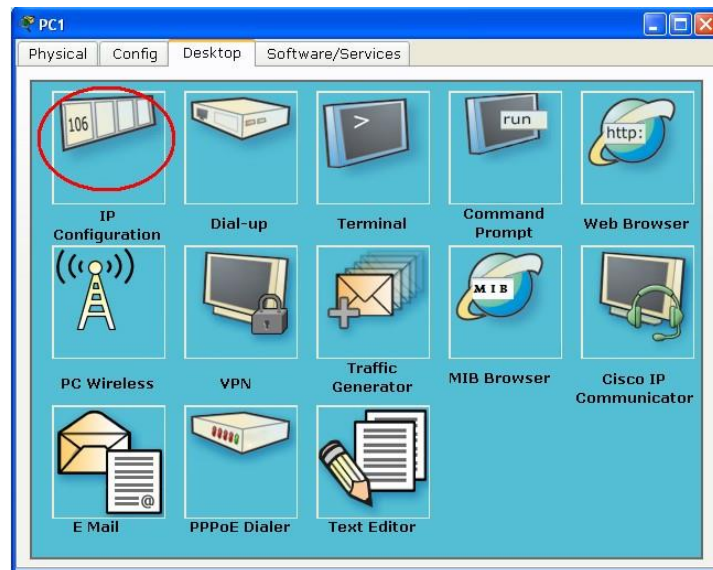 PC1
Physical Config Desktop Software/Services
106
>
run
http:
IP
Configuration
Dial-up
Terminal
Command
Prompt
Web Browser
MIB
PC Wireless
VPN
Traffic
Generator
MIB Browser
Cisco IP
Communicator
@
E Mail
PPPoE Dialer
Text Editor